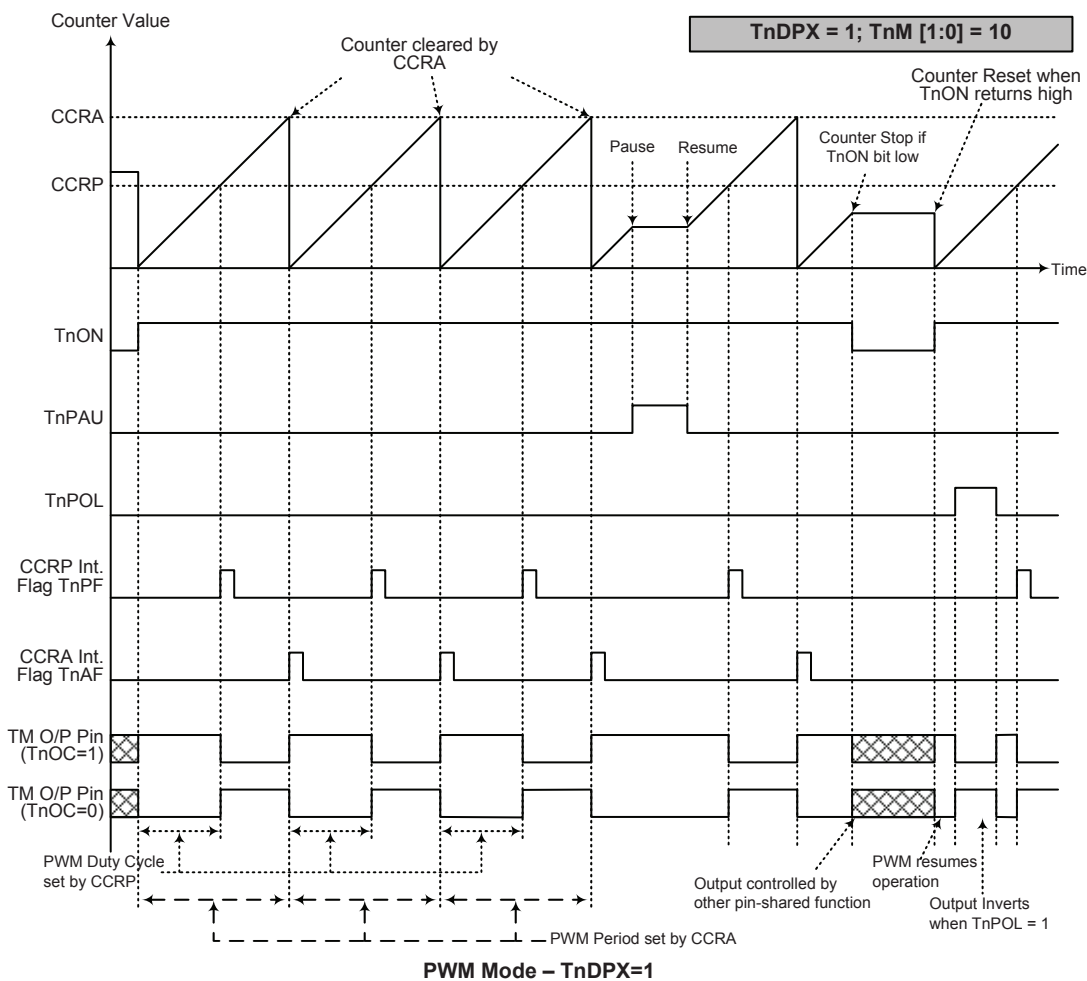 Counter Value
TnDPX = 1; TnM [1:0] = 10
Counter cleared by
CCRA
Counter Reset when
TnON returns high
CCRA
Pause
Resume
Counter Stop if
TnON bit low
CCRP
Time
TnON
TnPAU
TnPOL
CCRP Int.
Flag TnPF
CCRA Int.
Flag TnAF
TM O/P Pin
(TnOC=1)
TM O/P Pin
(TnOC=0)
PWM Duty Cycle
set by CCRP
Output controlled by
other pin-shared function
PWM resumes
operation
Output Inverts
when TnPOL = 1
PWM Period set by CCRA
PWM Mode – TnDPX=1